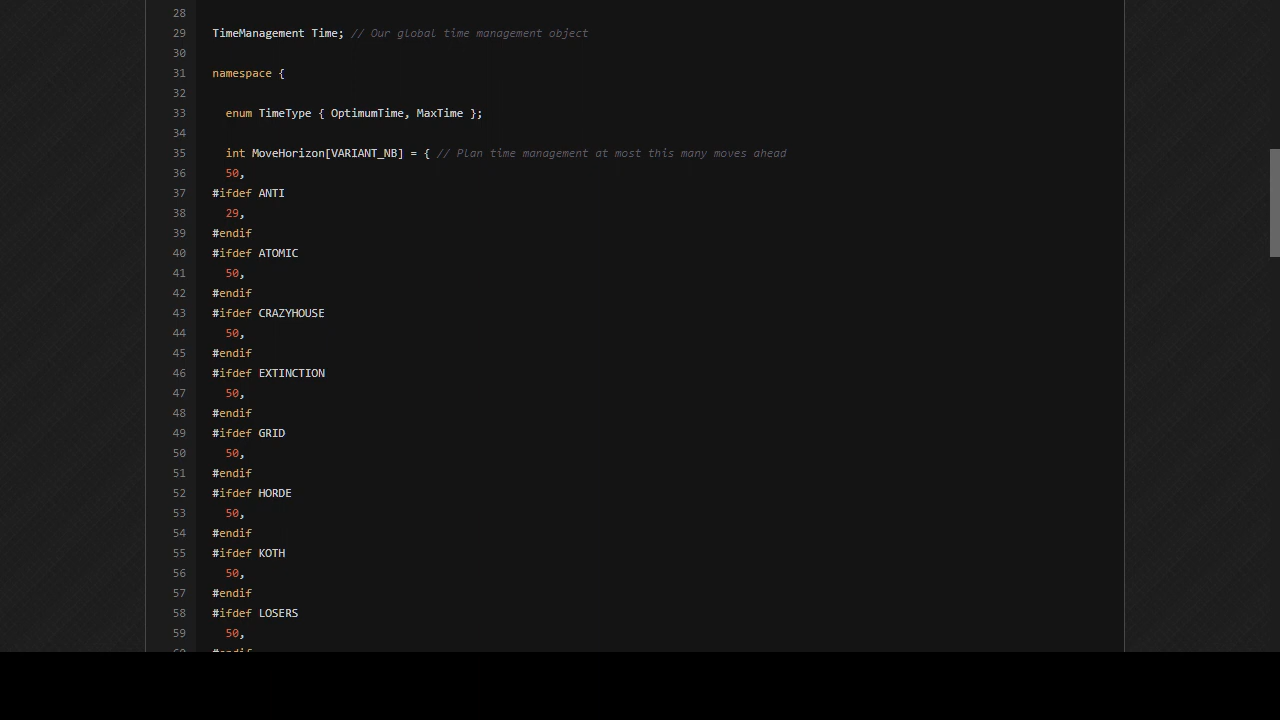 28
29 TimeManagement Time; // Our global time management object
30
31 namespace {
32
33 enum TimeType { OptimumTime, MaxTime };
34
35 int MoveHorizon[VARIANT_NB] = { // Plan time management at most this many moves ahead
36 50,
37 #ifdef ANTI
38 29,
39 #endif
40 #ifdef ATOMIC
41 50,
42 #endif
43 #ifdef CRAZYHOUSE
44 50,
45 #endif
46 #ifdef EXTINCTION
47 50,
48 #endif
49 #ifdef GRID
50 50,
51 #endif
52 #ifdef HORDE
53 50,
54 #endif
55 #ifdef KOTH
56 50,
57 #endif
58 #ifdef LOSERS
59 50,
60 #endif